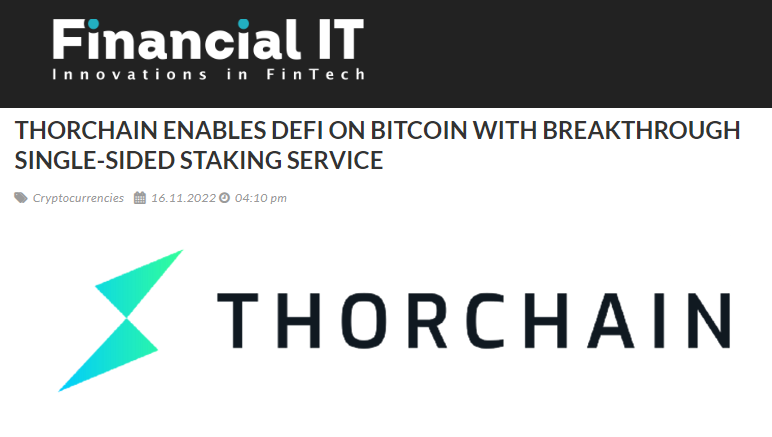 Financial IT
Innovations in FinTech
THORCHAIN ENABLES DEFI ON BITCOIN WITH BREAKTHROUGH
SINGLE-SIDED STAKING SERVICE
Cryptocurrencies 16.11.2022 04:10 pm
THORCHAIN